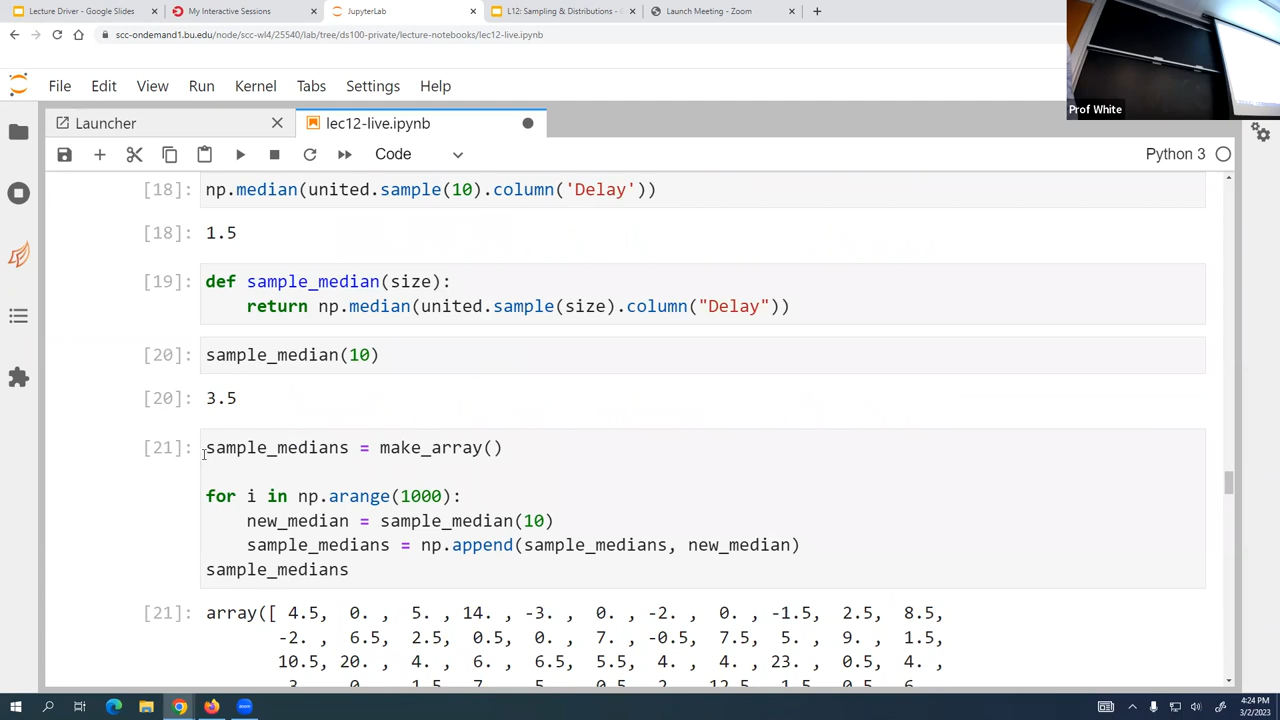 Lecture Driver - Google Slides
My Interactive Sessions
JupyterLab
L12: Sampling & Distributions -
Launch Meeting - Zoom
scc-ondemand1.bu.edu/node/scc-wl4/25540/lab/tree/ds100-private/lecture-notebooks/lec12-live.ipynb
Prof White
File Edit View Run Kernel Tabs Settings Help
Launcher
lec12-live.ipynb
Code
Python 3
[18]: np.median(united.sample(10).column('Delay'))
[18]: 1.5
[19]: def sample_median(size):
return np.median(united.sample(size).column("Delay"))
[20]: sample_median(10)
[20]: 3.5
[21]: sample_medians = make_array()
for i in np.arange(1000):
new_median = sample_median(10)
sample_medians = np.append(sample_medians, new_median)
sample_medians
[21]: array([ 4.5, 0. , 5. , 14. , -3. , 0. , -2. , 0. , -1.5, 2.5, 8.5,
-2. , 6.5, 2.5, 0.5, 0. , 7. , -0.5, 7.5, 5. , 9. , 1.5,
10.5, 20. , 4. , 6. , 6.5, 5.5, 4. , 4. , 23. , 0.5, 4. ,
4:24 PM
3/2/2023